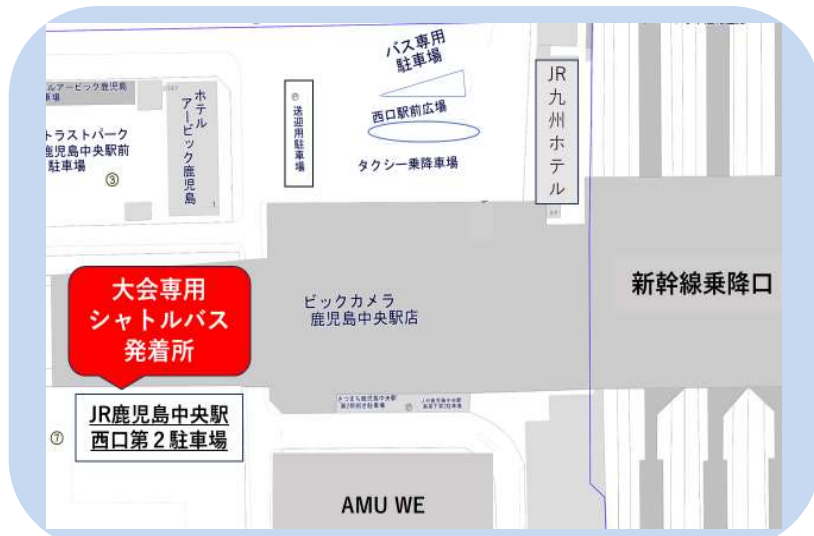 バス専用
駐車場
JR
九
州
ホ
テ
ル
ホテル
アービック鹿児島
送迎用駐車場
西口駅前広場
タクシー乗降車場
トラストパーク
鹿児島中央駅前
駐車場
③
大会専用
シャトルバス
発着所
ビックカメラ
鹿児島中央駅店
新幹線乗降口
JR鹿児島中央駅
西口第2駐車場
⑦
AMU WE